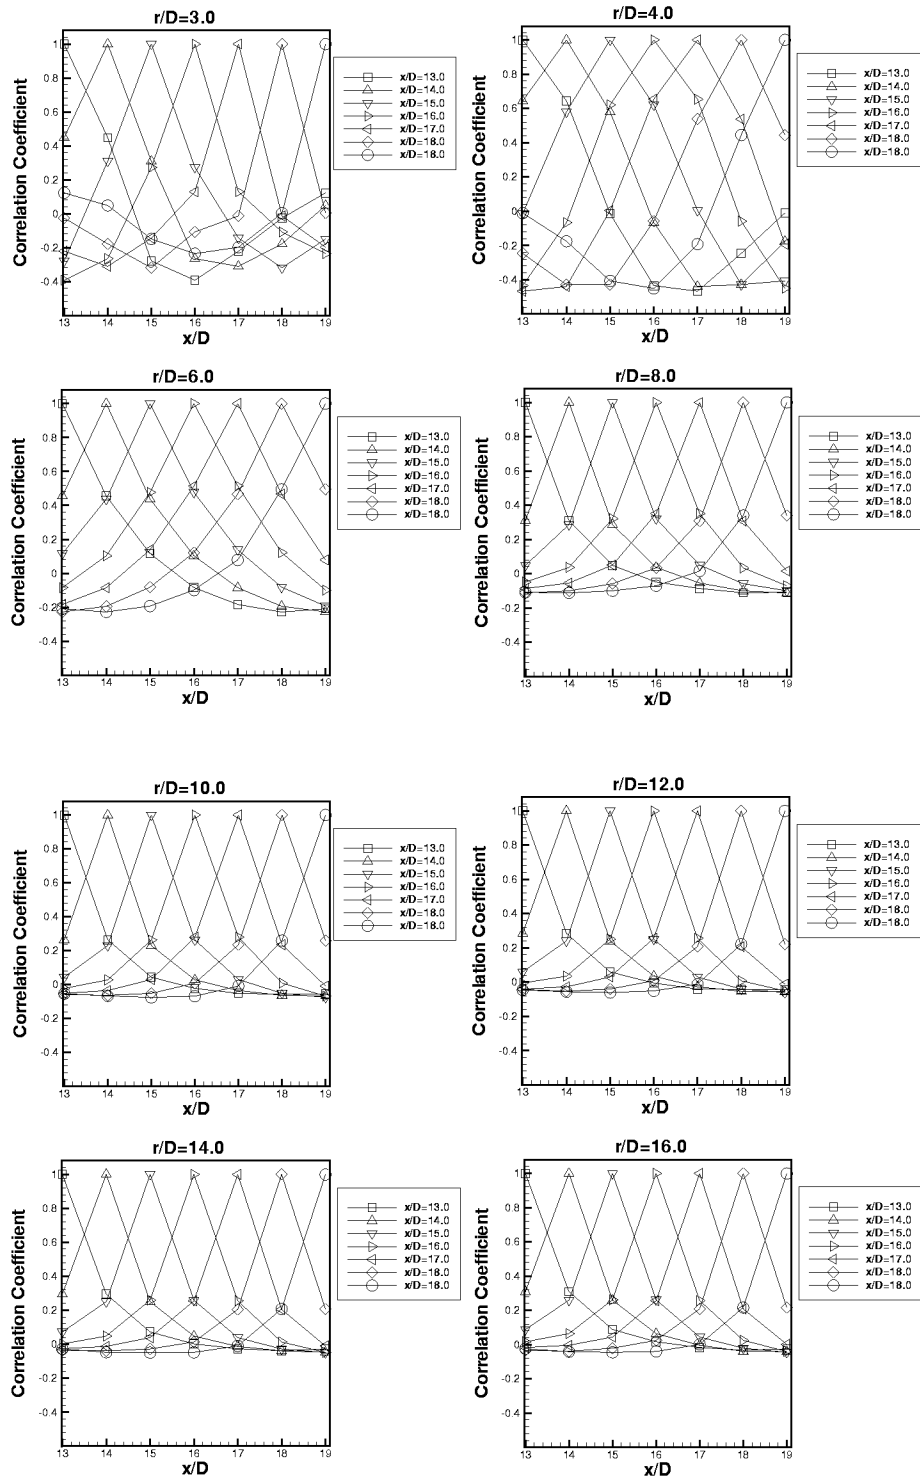 r/D=3.0
Correlation Coefficient
1
0.8
0.6
0.4
0.2
0
-0.2
-0.4
13 14 15 16 17 18 19
x/D
x/D=13.0
x/D=14.0
x/D=15.0
x/D=16.0
x/D=17.0
x/D=18.0
x/D=18.0
r/D=4.0
Correlation Coefficient
1
0.8
0.6
0.4
0.2
0
-0.2
-0.4
13 14 15 16 17 18 19
x/D
x/D=13.0
x/D=14.0
x/D=15.0
x/D=16.0
x/D=17.0
x/D=18.0
x/D=18.0
r/D=6.0
Correlation Coefficient
1
0.8
0.6
0.4
0.2
0
-0.2
-0.4
13 14 15 16 17 18 19
x/D
x/D=13.0
x/D=14.0
x/D=15.0
x/D=16.0
x/D=17.0
x/D=18.0
x/D=18.0
r/D=8.0
Correlation Coefficient
1
0.8
0.6
0.4
0.2
0
-0.2
-0.4
13 14 15 16 17 18 19
x/D
x/D=13.0
x/D=14.0
x/D=15.0
x/D=16.0
x/D=17.0
x/D=18.0
x/D=18.0
r/D=10.0
Correlation Coefficient
1
0.8
0.6
0.4
0.2
0
-0.2
-0.4
13 14 15 16 17 18 19
x/D
x/D=13.0
x/D=14.0
x/D=15.0
x/D=16.0
x/D=17.0
x/D=18.0
x/D=18.0
r/D=12.0
Correlation Coefficient
1
0.8
0.6
0.4
0.2
0
-0.2
-0.4
13 14 15 16 17 18 19
x/D
x/D=13.0
x/D=14.0
x/D=15.0
x/D=16.0
x/D=17.0
x/D=18.0
x/D=18.0
r/D=14.0
Correlation Coefficient
1
0.8
0.6
0.4
0.2
0
-0.2
-0.4
13 14 15 16 17 18 19
x/D
x/D=13.0
x/D=14.0
x/D=15.0
x/D=16.0
x/D=17.0
x/D=18.0
x/D=18.0
r/D=16.0
Correlation Coefficient
1
0.8
0.6
0.4
0.2
0
-0.2
-0.4
13 14 15 16 17 18 19
x/D
x/D=13.0
x/D=14.0
x/D=15.0
x/D=16.0
x/D=17.0
x/D=18.0
x/D=18.0